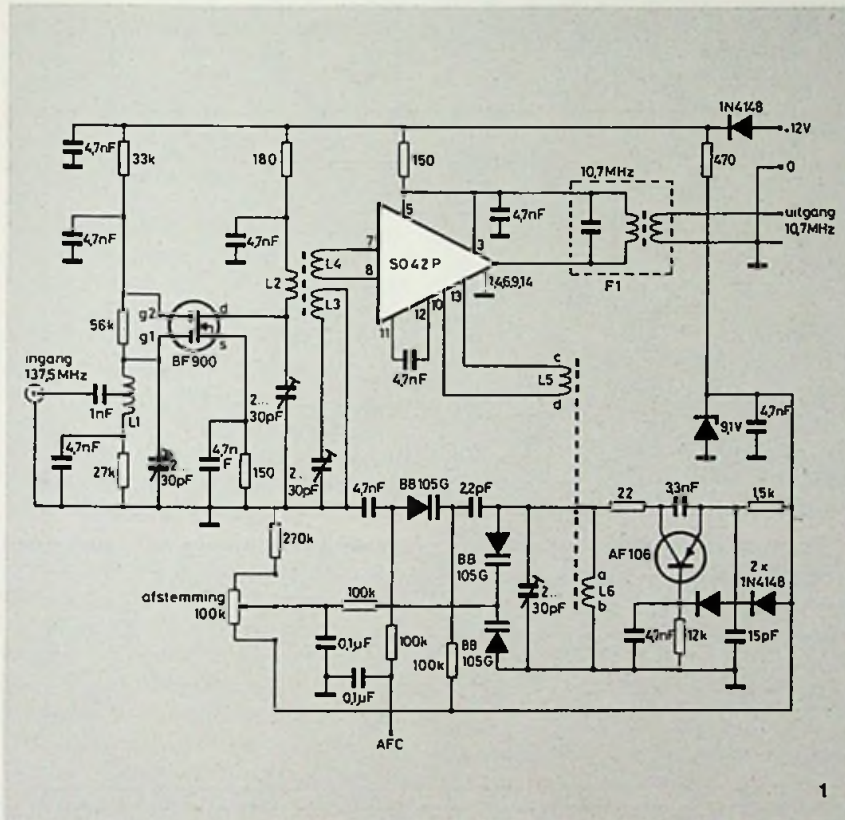 1N4148
+12V
4,7nF
33k
180
150
470
0
10,7MHz
4,7nF
4,7nF
5
4,7nF
uitgang
10,7MHz
7
3
L4
SO42P
L2
8
1,4,6,9,14
F1
g2
d
L3
13
10
12
11
56k
g1
s
BF900
c
ingang
137,5MHz
4,7nF
L5
2...
30pF
d
1nF
L1
9,1V
4,7nF
4,7nF
4,7n
F
27k
2...
30pF
150
2...
30pF
4,7nF
BB105G
2,2pF
22
3,3nF
1,5k
270k
BB
105G
AF106
2 x
1N4148
afstemming
100k
100k
2...
30pF
a
L6
b
0,1µF
100k
BB
105G
4,7nF
12k
15pF
100k
0,1µF
AFC
1